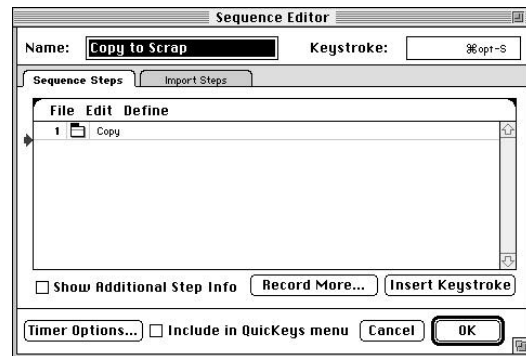 Sequence Editor
Name: Copy to Scrap Keystroke: ⌘opt-S
Sequence Steps Import Steps
File Edit Define
1 Copy
Show Additional Step Info Record More... Insert Keystroke
Timer Options... Include in QuicKeys menu Cancel OK